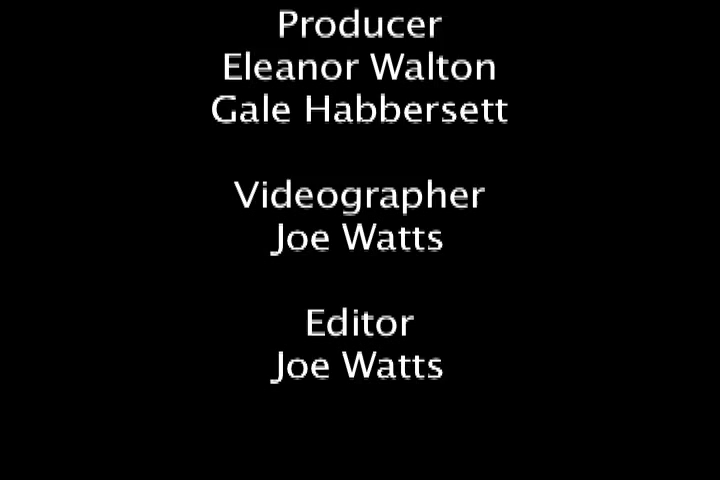 Producer
Eleanor Walton
Gale Habbersett
Videographer
Joe Watts
Editor
Joe Watts